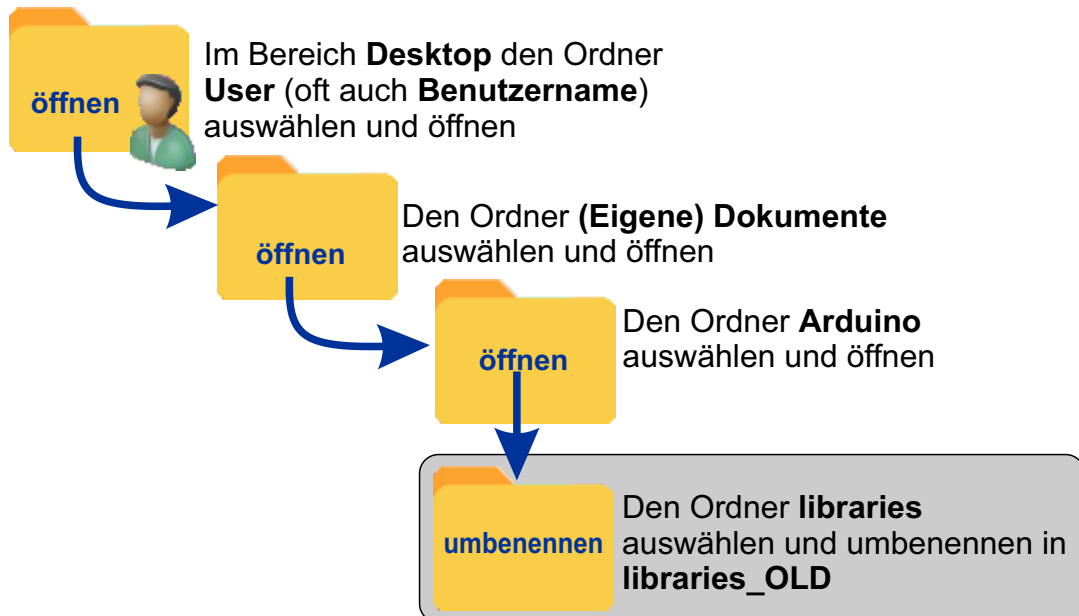 öffnen
Im Bereich Desktop den Ordner
User (oft auch Benutzername)
auswählen und öffnen
öffnen
Den Ordner (Eigene) Dokumente
auswählen und öffnen
öffnen
Den Ordner Arduino
auswählen und öffnen
umbenennen
Den Ordner libraries
auswählen und umbenennen in
libraries_OLD